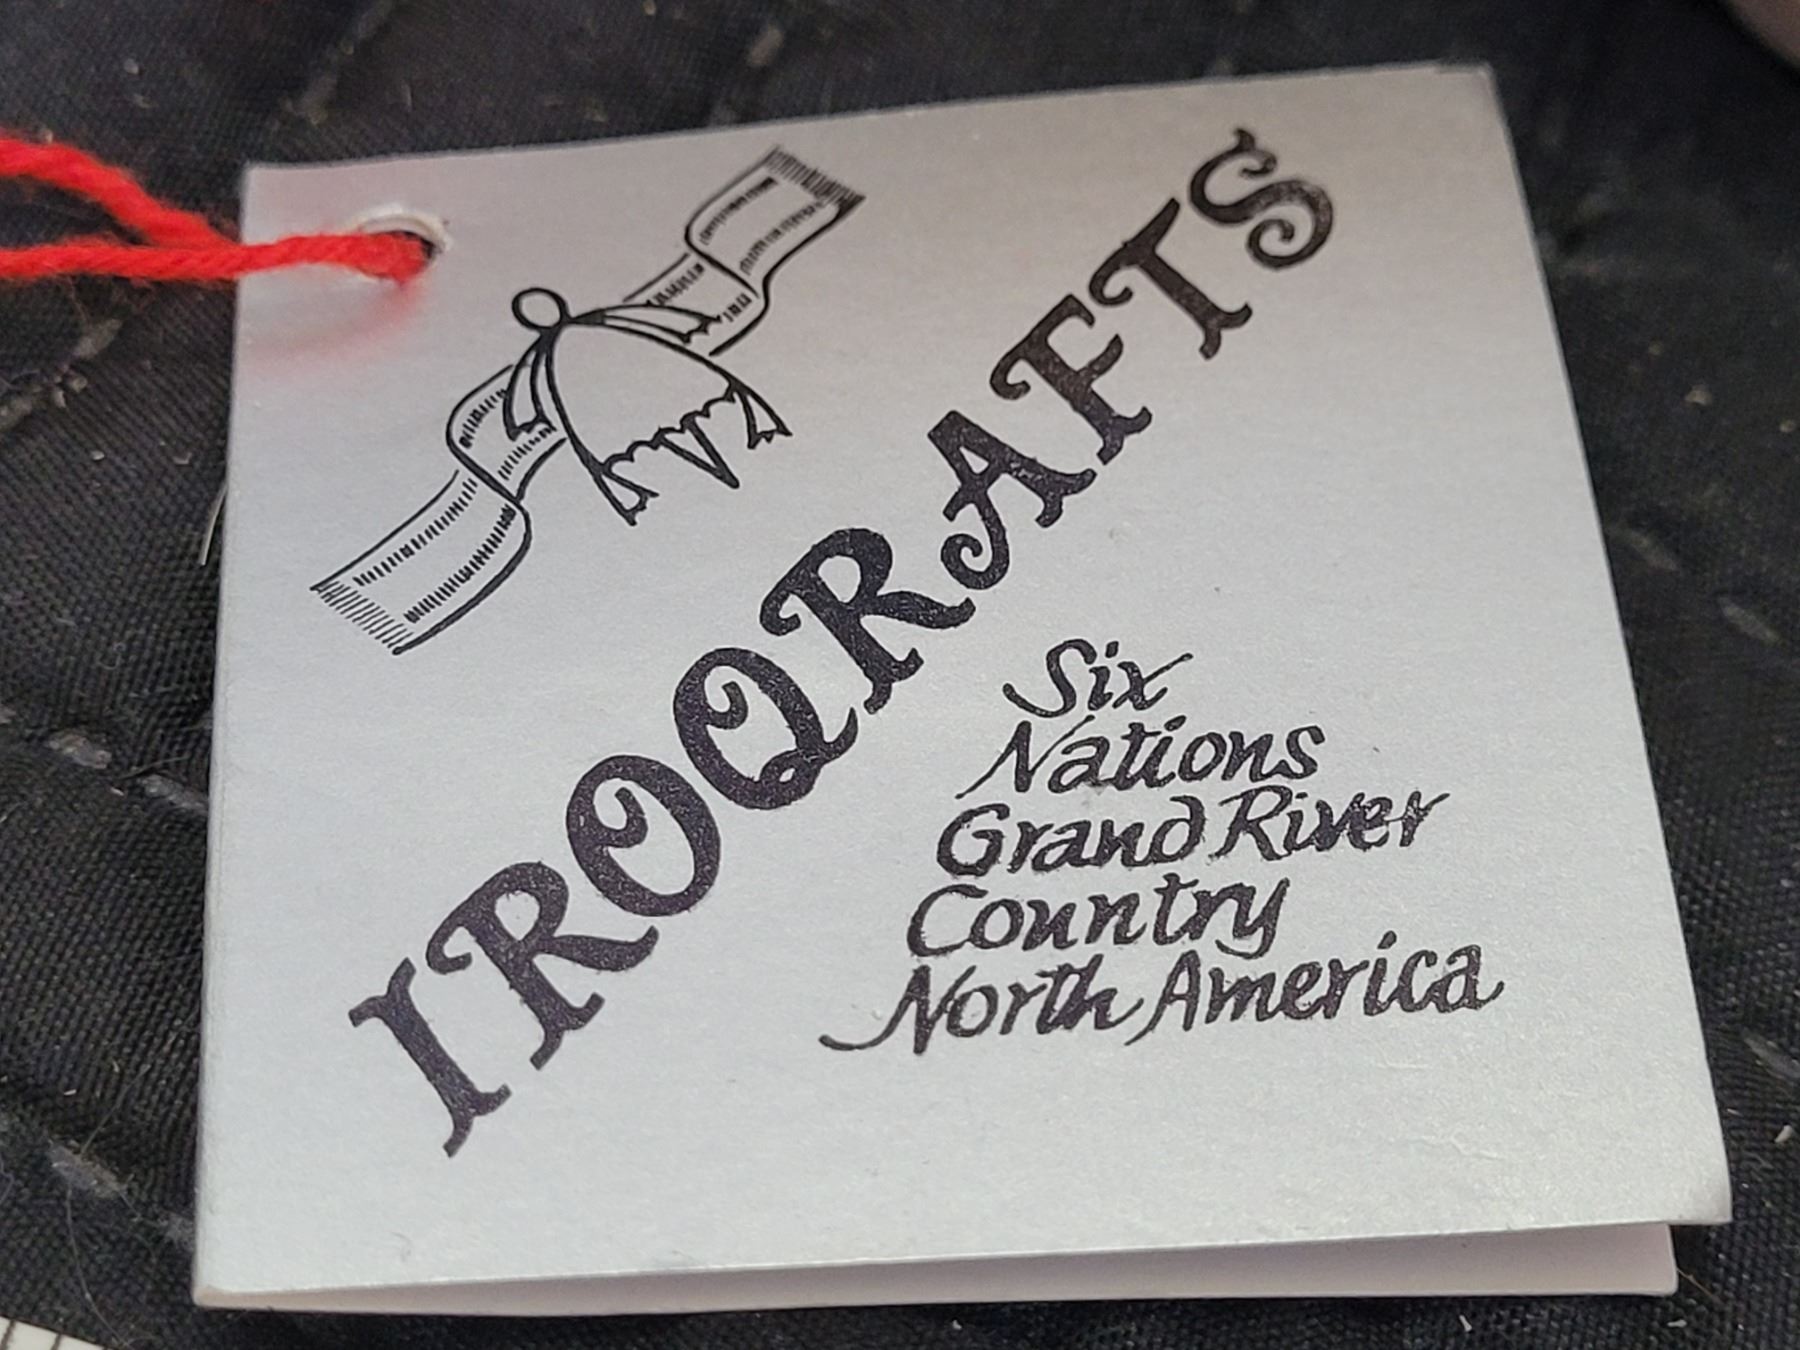 IROQRAFTS
Six
Nations
Grand River
Country
North America